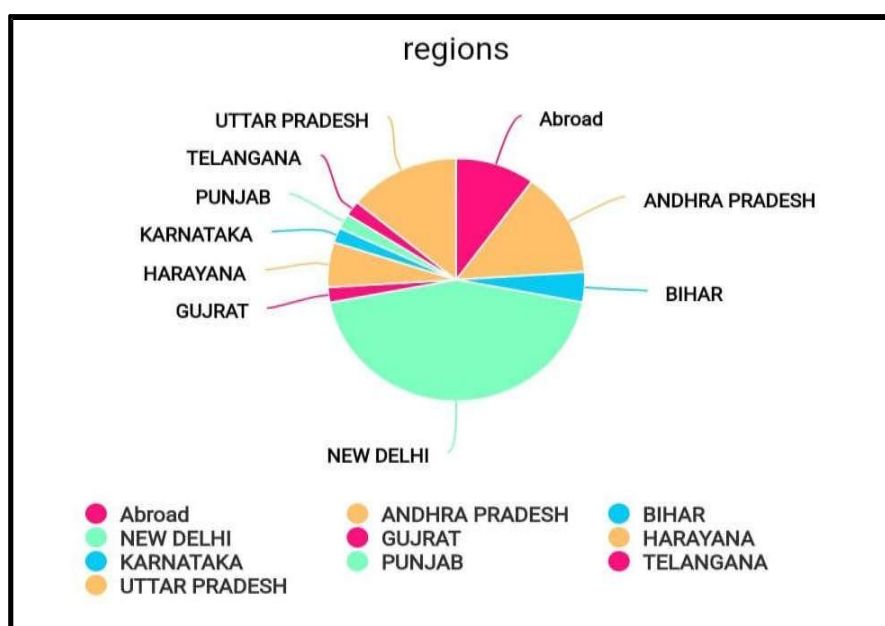 regions
UTTAR PRADESH
Abroad
TELANGANA
PUNJAB
ANDHRA PRADESH
KARNATAKA
HARAYANA
BIHAR
GUJRAT
NEW DELHI
Abroad ANDHRA PRADESH BIHAR
NEW DELHI GUJRAT HARAYANA
KARNATAKA PUNJAB TELANGANA
UTTAR PRADESH